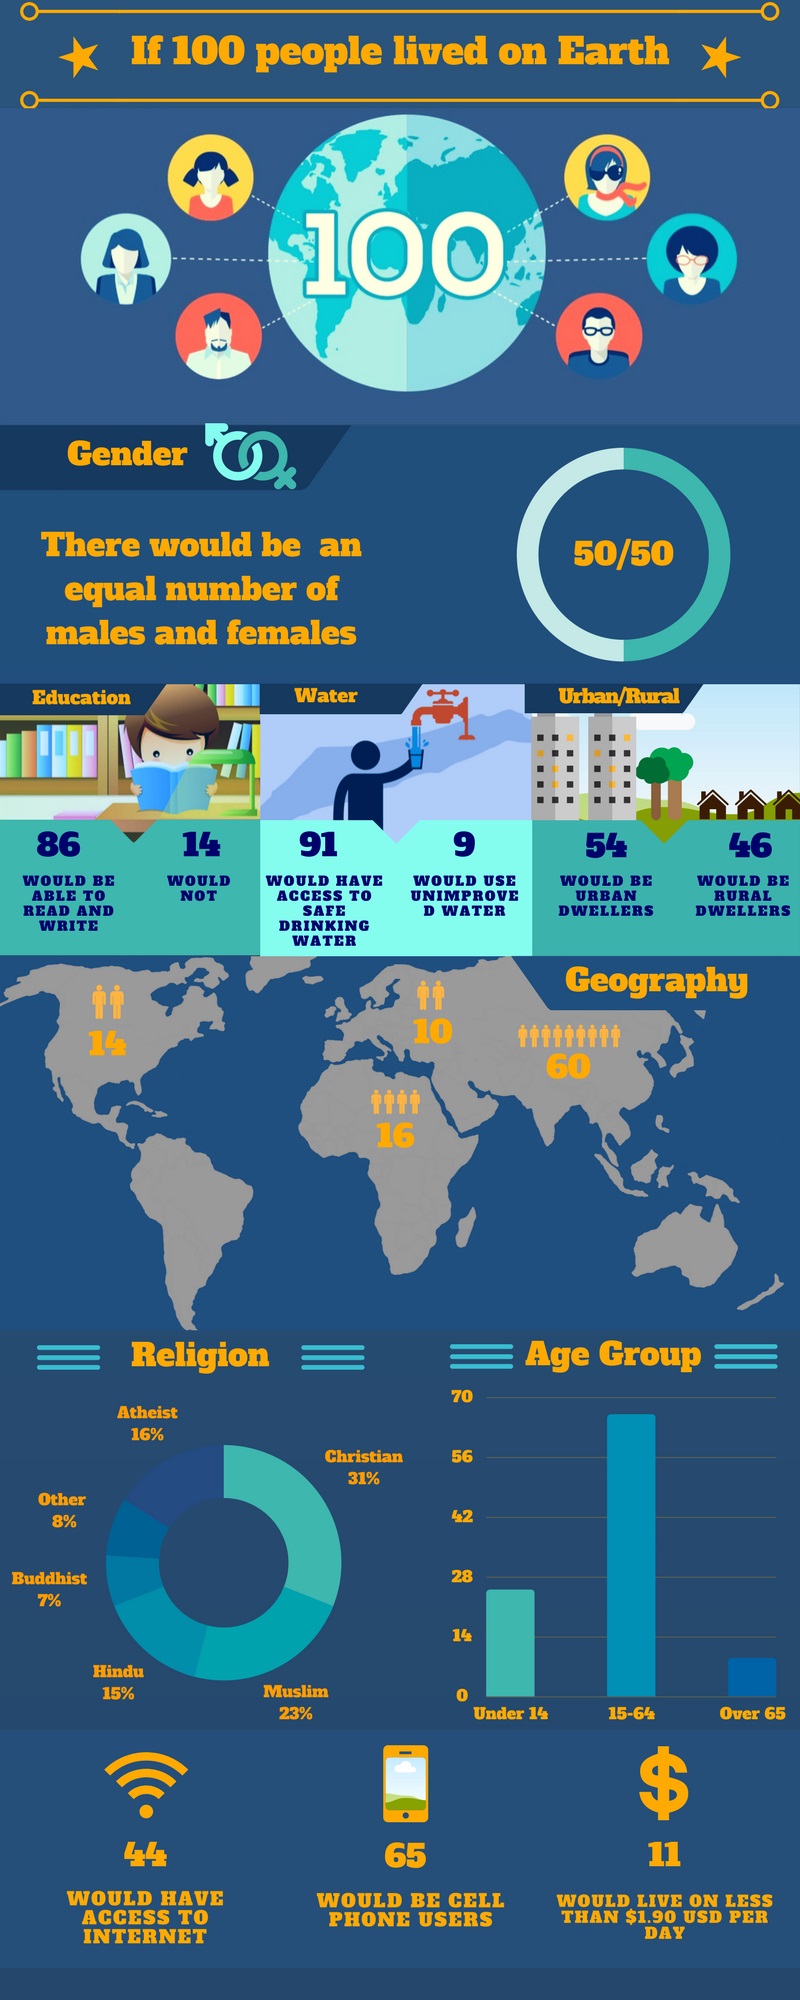 If 100 people lived on Earth
100
Gender
There would be an
equal number of
males and females
50/50
Education
Water
Urban/Rural
86
WOULD BE
ABLE TO
READ AND
WRITE
14
WOULD
NOT
91
WOULD HAVE
ACCESS TO
SAFE
DRINKING
WATER
9
WOULD USE
UNIMPROVE
D WATER
54
WOULD BE
URBAN
DWELLERS
46
WOULD BE
RURAL
DWELLERS
Geography
14
10
60
16
Religion
Atheist
16%
Christian
31%
Other
8%
Buddhist
7%
Hindu
15%
Muslim
23%
Age Group
70
56
42
28
14
0
Under 14
15-64
Over 65
44
WOULD HAVE
ACCESS TO
INTERNET
65
WOULD BE CELL
PHONE USERS
11
WOULD LIVE ON LESS
THAN $1.90 USD PER
DAY